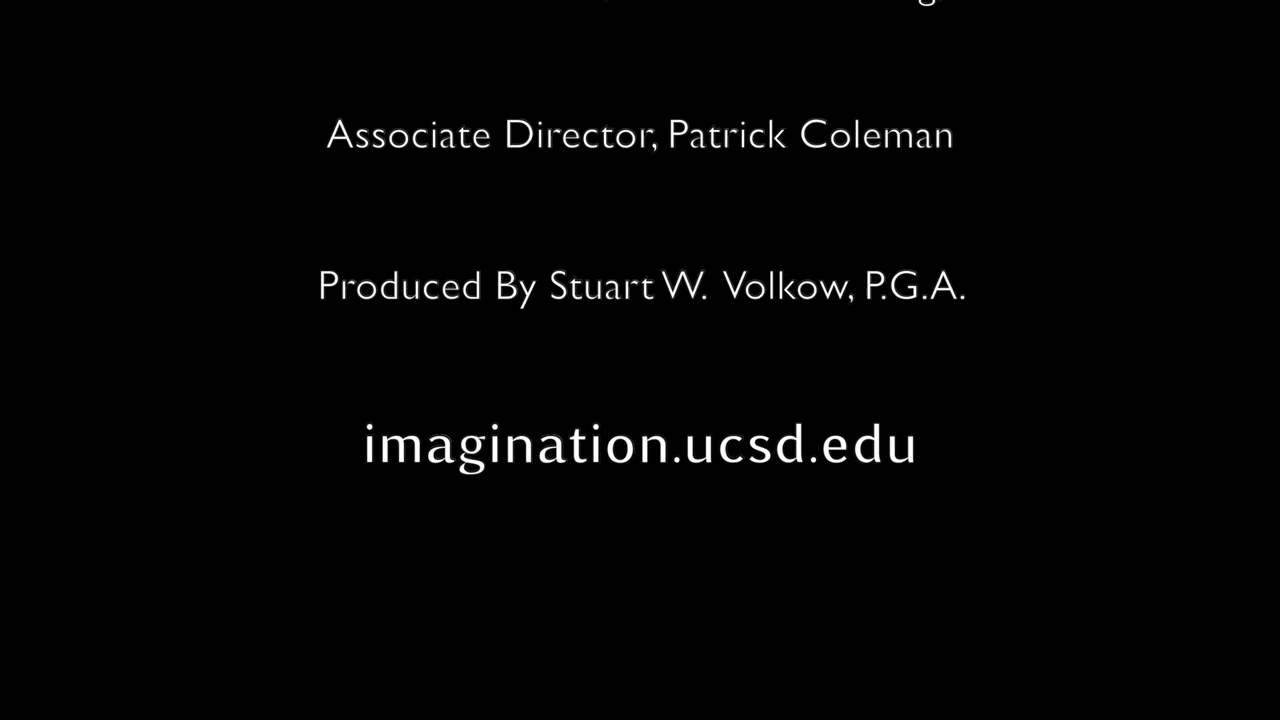 Associate Director, Patrick Coleman
Produced By Stuart W. Volkow, P.G.A.
imagination.ucsd.edu